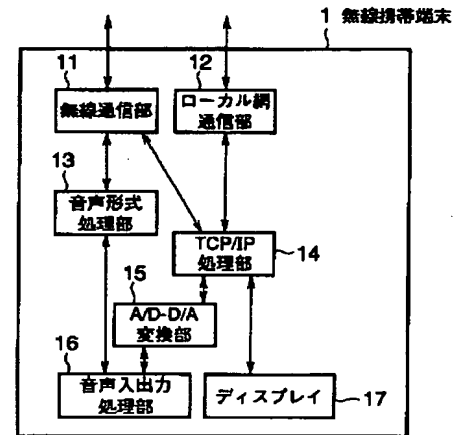 1 無線携帯端末
11
無線通信部
12
ローカル網
通信部
13
音声形式
処理部
TCP/IP
処理部
14
15
A/D-D/A
変換部
16
音声入出力
処理部
ディスプレイ
17